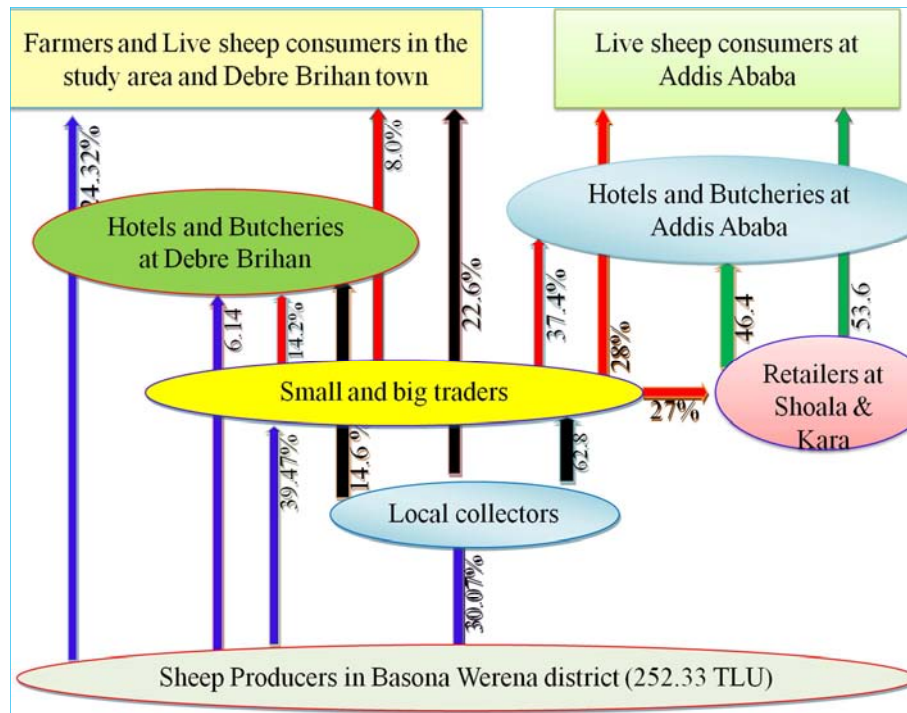 Farmers and Live sheep consumers in the
study area and Debre Brihan town
Live sheep consumers at
Addis Ababa
24.32%
8.0%
Hotels and Butcheries
at Debre Brihan
Hotels and Butcheries at
Addis Ababa
6.14
14.2%
22.6%
37.4%
28%
46.4
53.6
Small and big traders
27%
Retailers at
Shoala &
Kara
39.47%
14.6 %
62.8
Local collectors
30.07%
Sheep Producers in Basona Werena district (252.33 TLU)